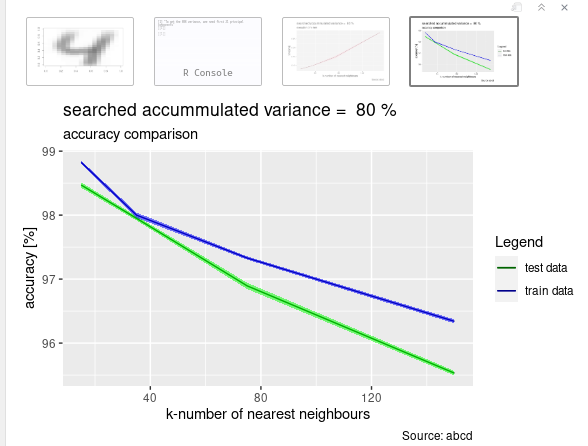 R Console
searched accummulated variance = 80 %
accuracy comparison
99
98
97
96
accuracy [%]
40 80 120
k-number of nearest neighbours
Legend
test data
train data
Source: abcd